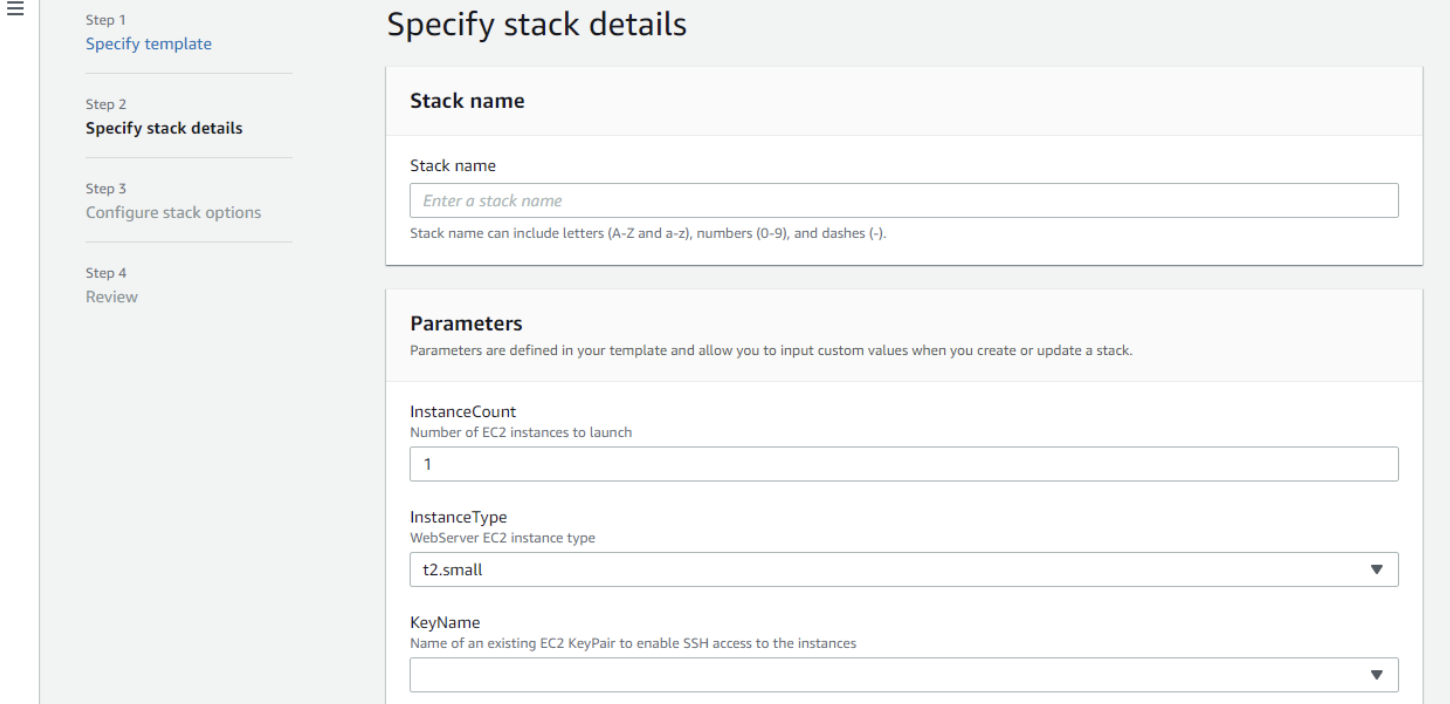 Step 1
Specify template
Step 2
Specify stack details
Step 3
Configure stack options
Step 4
Review
Specify stack details
Stack name
Stack name
Enter a stack name
Stack name can include letters (A-Z and a-z), numbers (0-9), and dashes (-).
Parameters
Parameters are defined in your template and allow you to input custom values when you create or update a stack.
InstanceCount
Number of EC2 instances to launch
1
InstanceType
WebServer EC2 instance type
t2.small
KeyName
Name of an existing EC2 KeyPair to enable SSH access to the instances